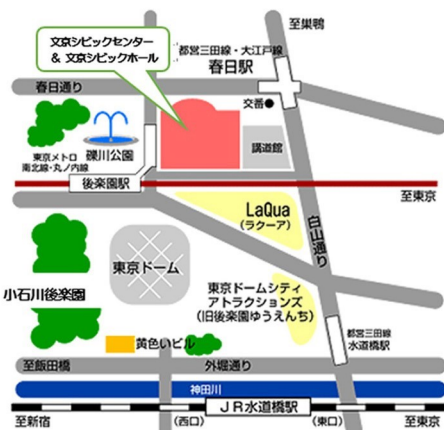 至巣鴨
文京シビックセンター
& 文京シビックホール
都営三田線・大江戸線
春日駅
春日通り
交番
礫川公園
講道館
東京メトロ
南北線・丸ノ内線
後楽園駅
至東京
LaQua
(ラクーア)
白山通り
東京ドーム
小石川後楽園
東京ドームシティ
アトラクションズ
(旧後楽園ゆうえんち)
都営三田線
水道橋駅
黄色いビル
至飯田橋
外堀通り
神田川
JR水道橋駅
至新宿
(西口)
(東口)
至東京